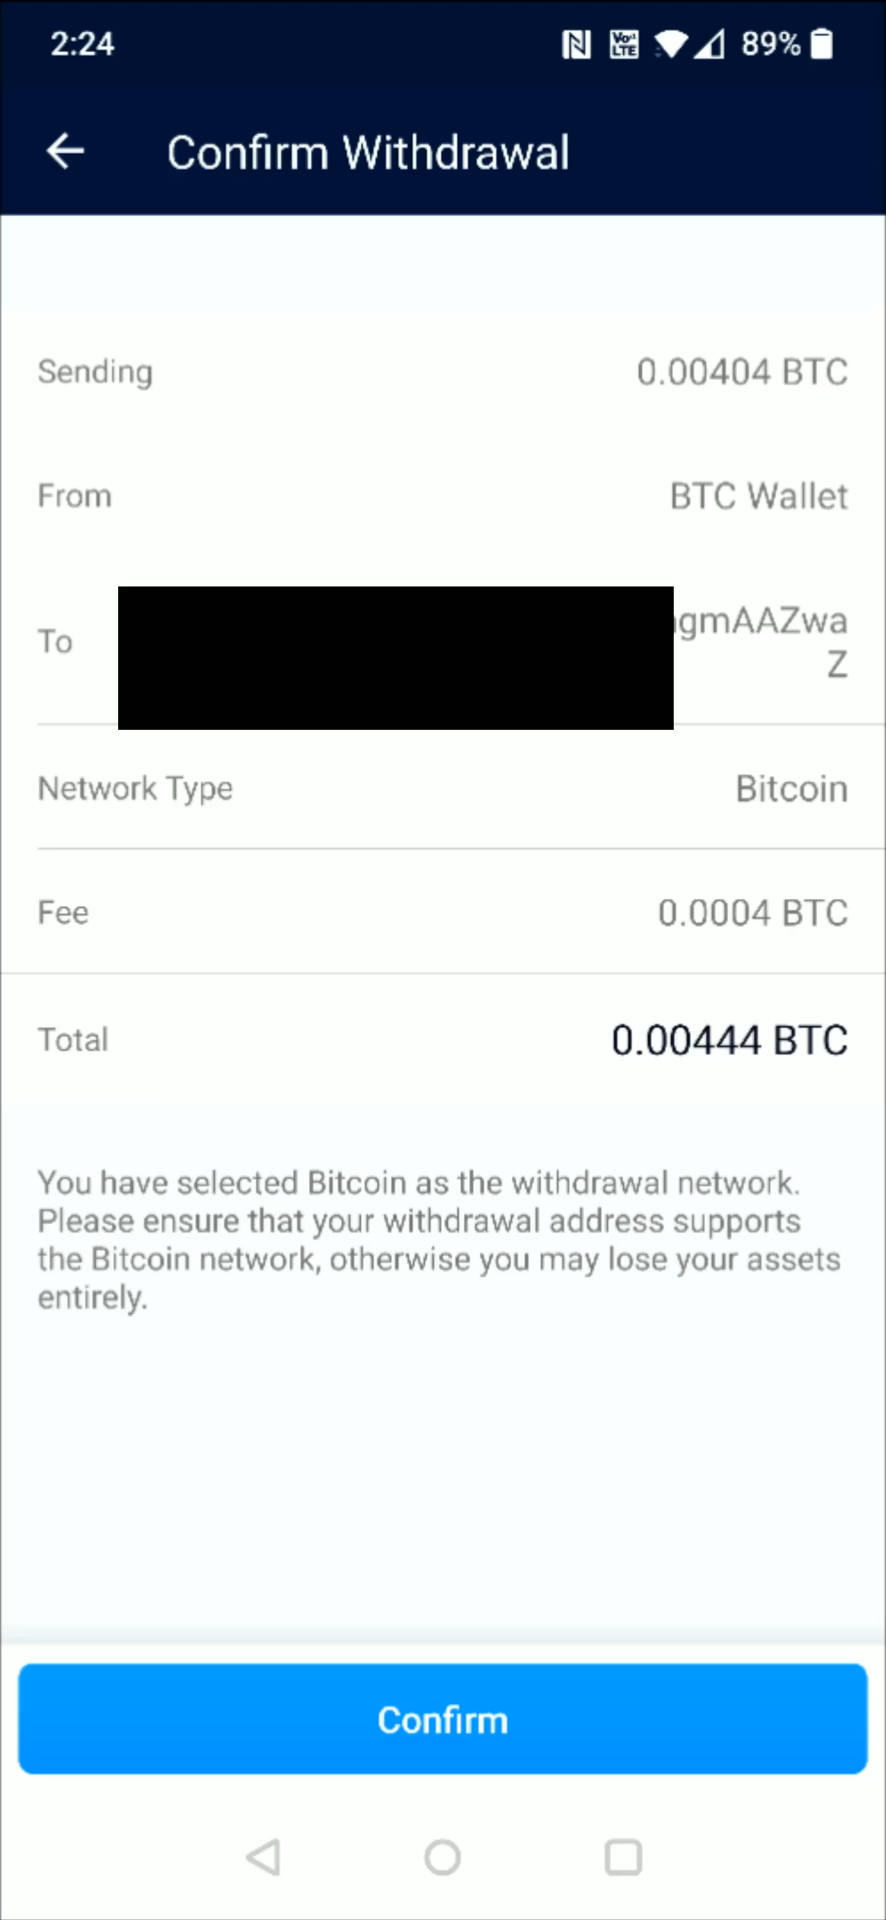 2:24
Vo LTE
89%
Confirm Withdrawal
Sending 0.00404 BTC
From BTC Wallet
To gmAAZwa
Z
Network Type Bitcoin
Fee 0.0004 BTC
Total 0.00444 BTC
You have selected Bitcoin as the withdrawal network.
Please ensure that your withdrawal address supports
the Bitcoin network, otherwise you may lose your assets
entirely.
Confirm